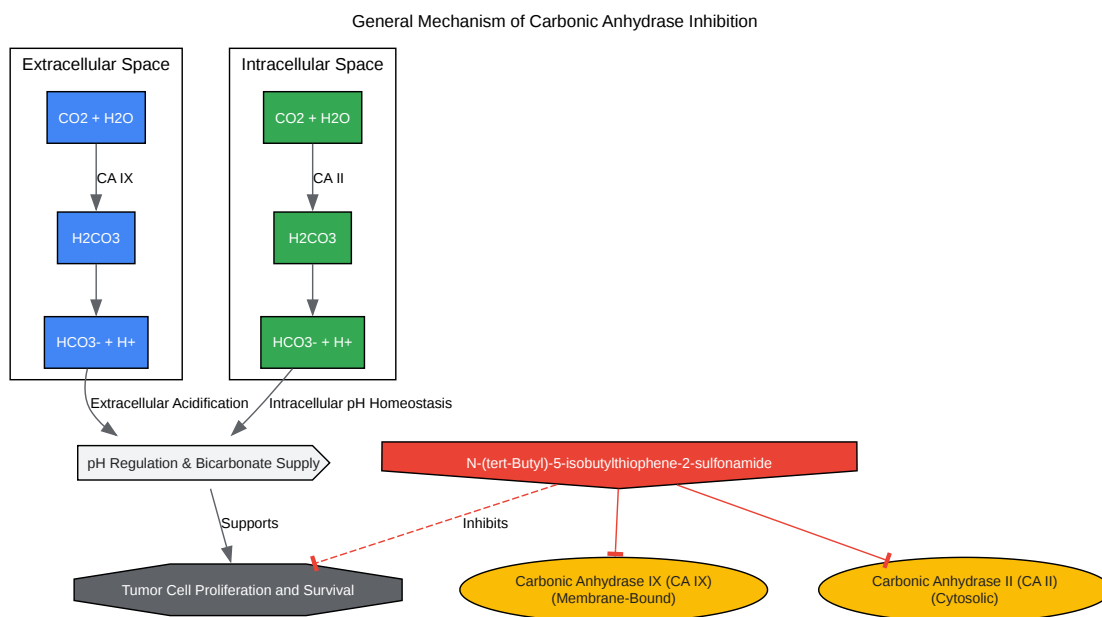 General Mechanism of Carbonic Anhydrase Inhibition
Extracellular Space
CO2 + H2O
CA IX
H2CO3
HCO3- + H+
Intracellular Space
CO2 + H2O
CA II
H2CO3
HCO3- + H+
Extracellular Acidification
Intracellular pH Homeostasis
pH Regulation & Bicarbonate Supply
N-(tert-Butyl)-5-isobutylthiophene-2-sulfonamide
Supports
Inhibits
Tumor Cell Proliferation and Survival
Carbonic Anhydrase IX (CA IX)
(Membrane-Bound)
Carbonic Anhydrase II (CA II)
(Cytosolic)